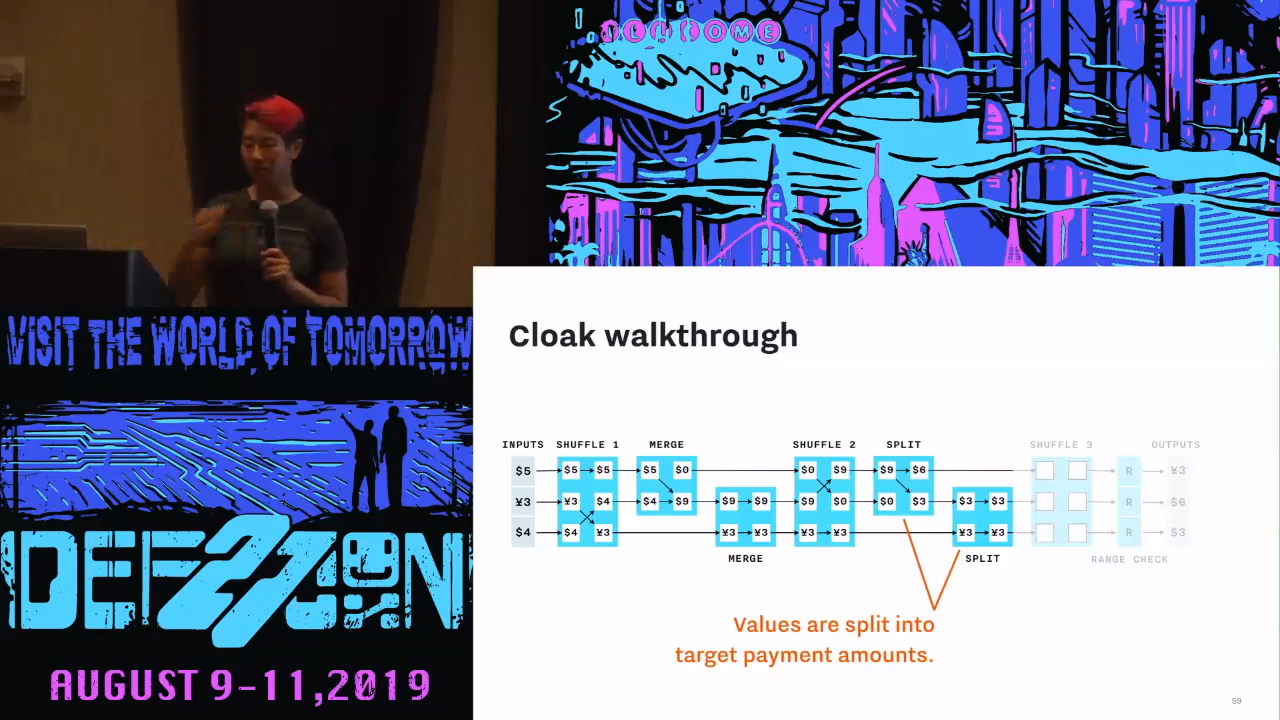 WELCOME
VISIT THE WORLD OF TOMORROW
DEF CON
27
AUGUST 9-11,2019
Cloak walkthrough
INPUTS SHUFFLE 1 MERGE SHUFFLE 2 SPLIT SHUFFLE 3 OUTPUTS
$5 $5 $5 $5 $0 $0 $9 $9 $6 R ¥3
¥3 ¥3 $4 $4 $9 $9 $9 $9 $0 $0 $3 $3 $3 R $6
$4 $4 ¥3 ¥3 ¥3 ¥3 ¥3 ¥3 ¥3 R $3
MERGE SPLIT RANGE CHECK
Values are split into
target payment amounts.
59